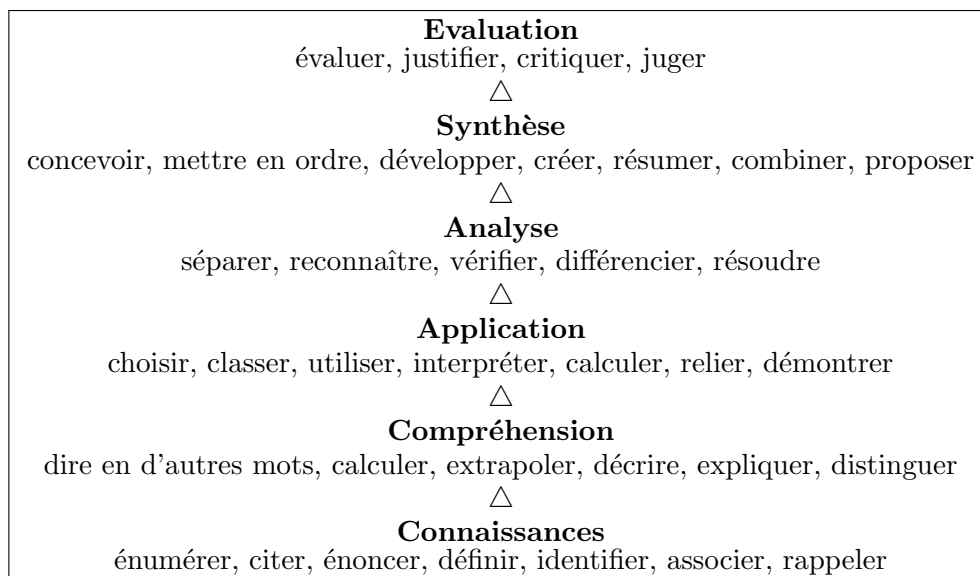 Evaluation
évaluer, justifier, critiquer, juger
△
Synthèse
concevoir, mettre en ordre, développer, créer, résumer, combiner, proposer
△
Analyse
séparer, reconnaître, vérifier, différencier, résoudre
△
Application
choisir, classer, utiliser, interpréter, calculer, relier, démontrer
△
Compréhension
dire en d'autres mots, calculer, extrapoler, décrire, expliquer, distinguer
△
Connaissances
énumérer, citer, énoncer, définir, identifier, associer, rappeler